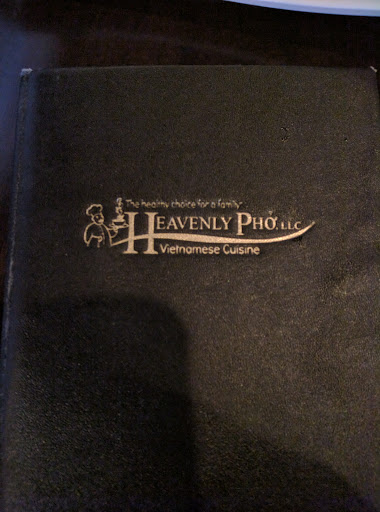 The healthy choice for a family
HEAVENLY PHỞ, LLC
Vietnamese Cuisine